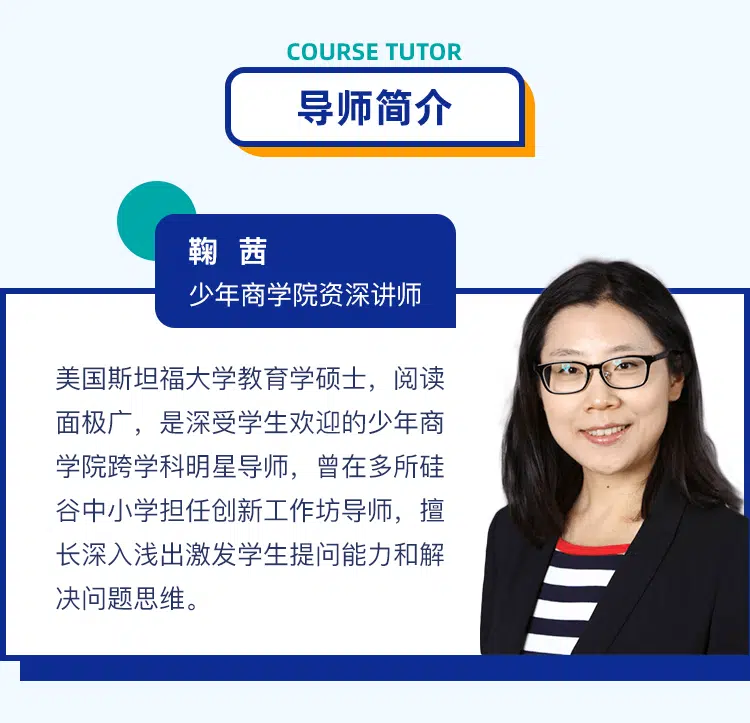 COURSE TUTOR
导师简介
鞠 茜
少年商学院资深讲师
美国斯坦福大学教育学硕士，阅读
面极广，是深受学生欢迎的少年商
学院跨学科明星导师，曾在多所硅
谷中小学担任创新工作坊导师，擅
长深入浅出激发学生提问能力和解
决问题思维。